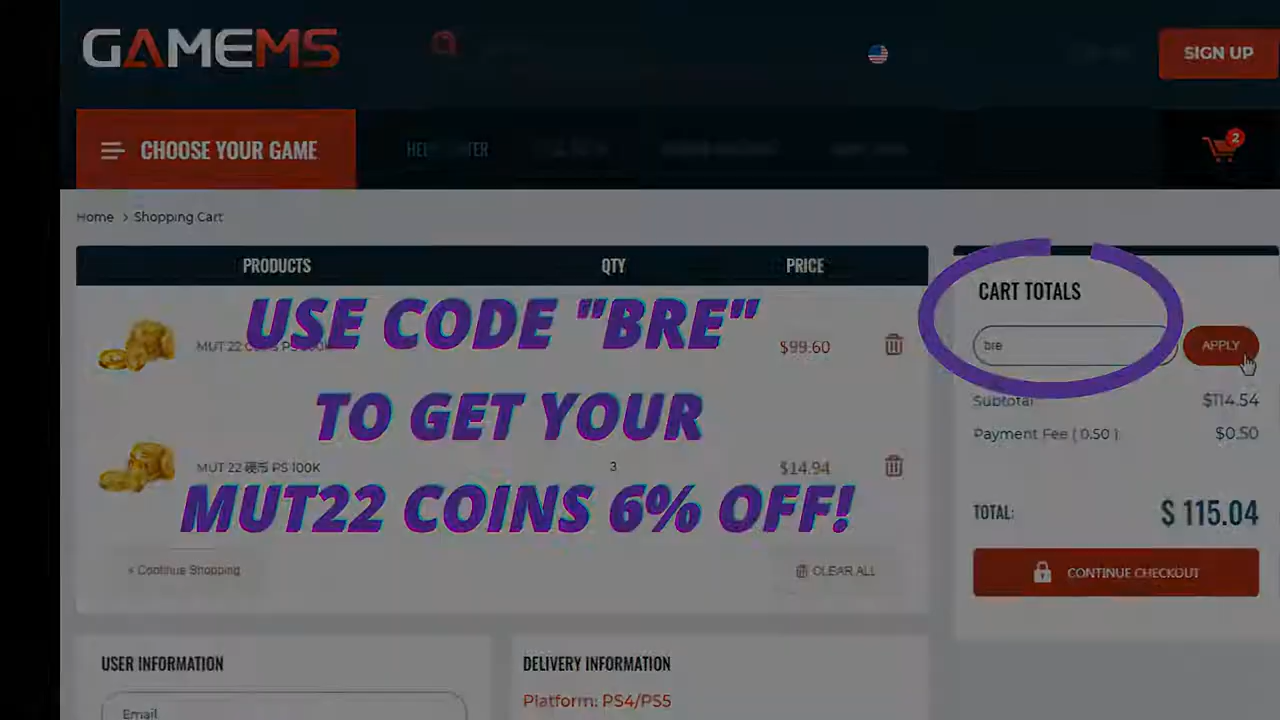 GAMEMS
SIGN UP
CHOOSE YOUR GAME
2
Home > Shopping Cart
PRODUCTS QTY PRICE
CART TOTALS
USE CODE "BRE"
MUT 22 $99.60
bre APPLY
TO GET YOUR
Subtotal $114.54
Payment Fee ( 0.50 ): $0.50
MUT 22 硬币 PS 100K 3 $14.94
MUT22 COINS 6% OFF!
TOTAL: $ 115.04
« Continue Shopping CLEAR ALL
CONTINUE CHECKOUT
USER INFORMATION
DELIVERY INFORMATION
Platform: PS4/PS5
Email